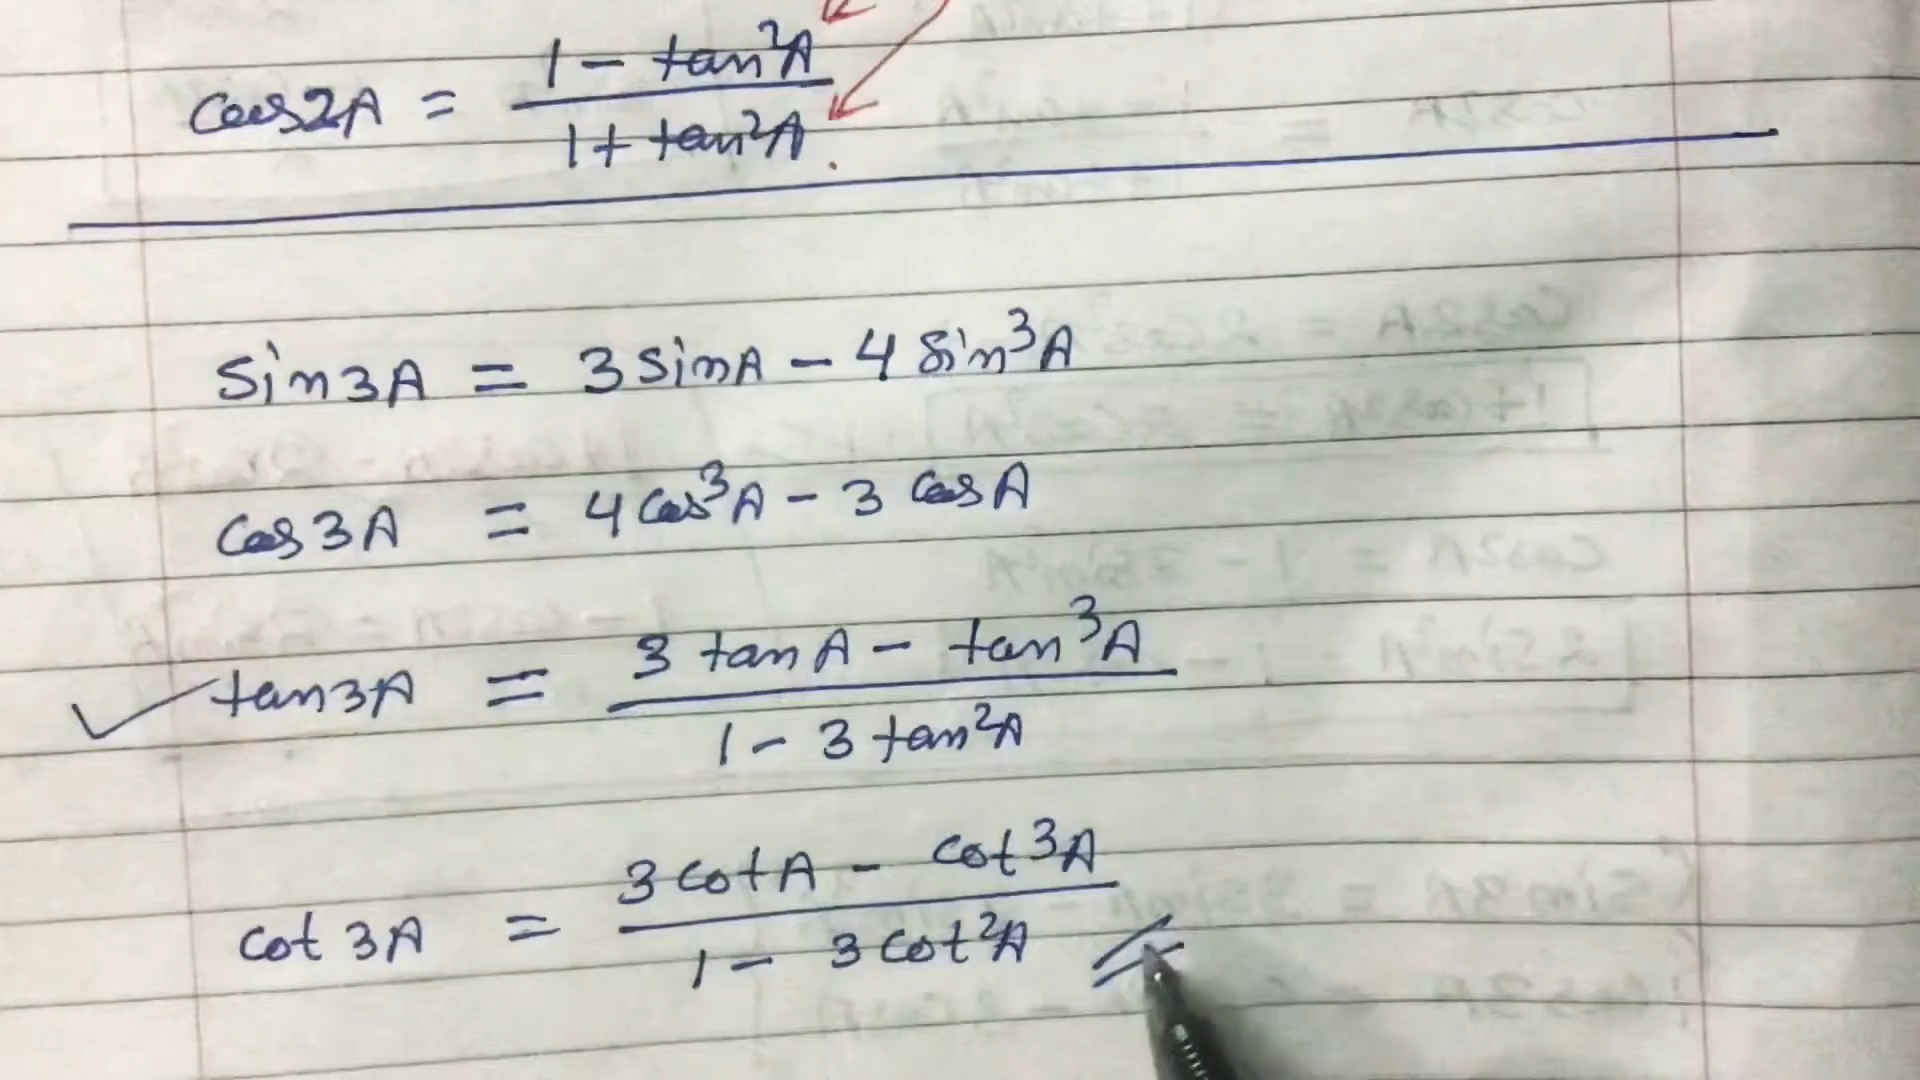 cos2A = (1 - tan²A) / (1 + tan²A)
sin3A = 3 sinA - 4 sin³A
cos3A = 4 cos³A - 3 cosA
tan3A = (3 tanA - tan³A) / (1 - 3 tan²A)
cot 3A = (3 cotA - cot³A) / (1 - 3 cot²A)